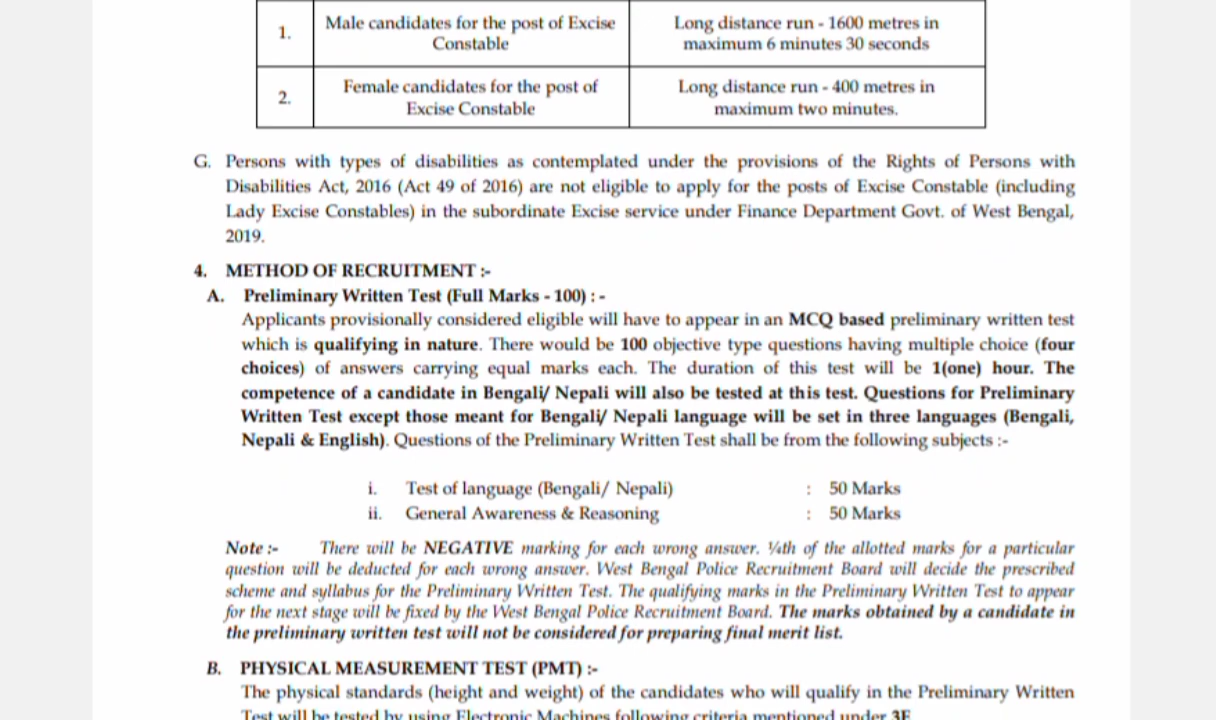 1. Male candidates for the post of Excise Constable Long distance run - 1600 metres in maximum 6 minutes 30 seconds
2. Female candidates for the post of Excise Constable Long distance run - 400 metres in maximum two minutes.
G. Persons with types of disabilities as contemplated under the provisions of the Rights of Persons with
Disabilities Act, 2016 (Act 49 of 2016) are not eligible to apply for the posts of Excise Constable (including
Lady Excise Constables) in the subordinate Excise service under Finance Department Govt. of West Bengal,
2019.
4. METHOD OF RECRUITMENT :-
A. Preliminary Written Test (Full Marks - 100) : -
Applicants provisionally considered eligible will have to appear in an MCQ based preliminary written test
which is qualifying in nature. There would be 100 objective type questions having multiple choice (four
choices) of answers carrying equal marks each. The duration of this test will be 1(one) hour. The
competence of a candidate in Bengali/ Nepali will also be tested at this test. Questions for Preliminary
Written Test except those meant for Bengali/ Nepali language will be set in three languages (Bengali,
Nepali & English). Questions of the Preliminary Written Test shall be from the following subjects :-
i. Test of language (Bengali/ Nepali) : 50 Marks
ii. General Awareness & Reasoning : 50 Marks
Note :- There will be NEGATIVE marking for each wrong answer. ¼th of the allotted marks for a particular
question will be deducted for each wrong answer. West Bengal Police Recruitment Board will decide the prescribed
scheme and syllabus for the Preliminary Written Test. The qualifying marks in the Preliminary Written Test to appear
for the next stage will be fixed by the West Bengal Police Recruitment Board. The marks obtained by a candidate in
the preliminary written test will not be considered for preparing final merit list.
B. PHYSICAL MEASUREMENT TEST (PMT) :-
The physical standards (height and weight) of the candidates who will qualify in the Preliminary Written
Test will be tested by using Electronic Machines following criteria mentioned under 3E